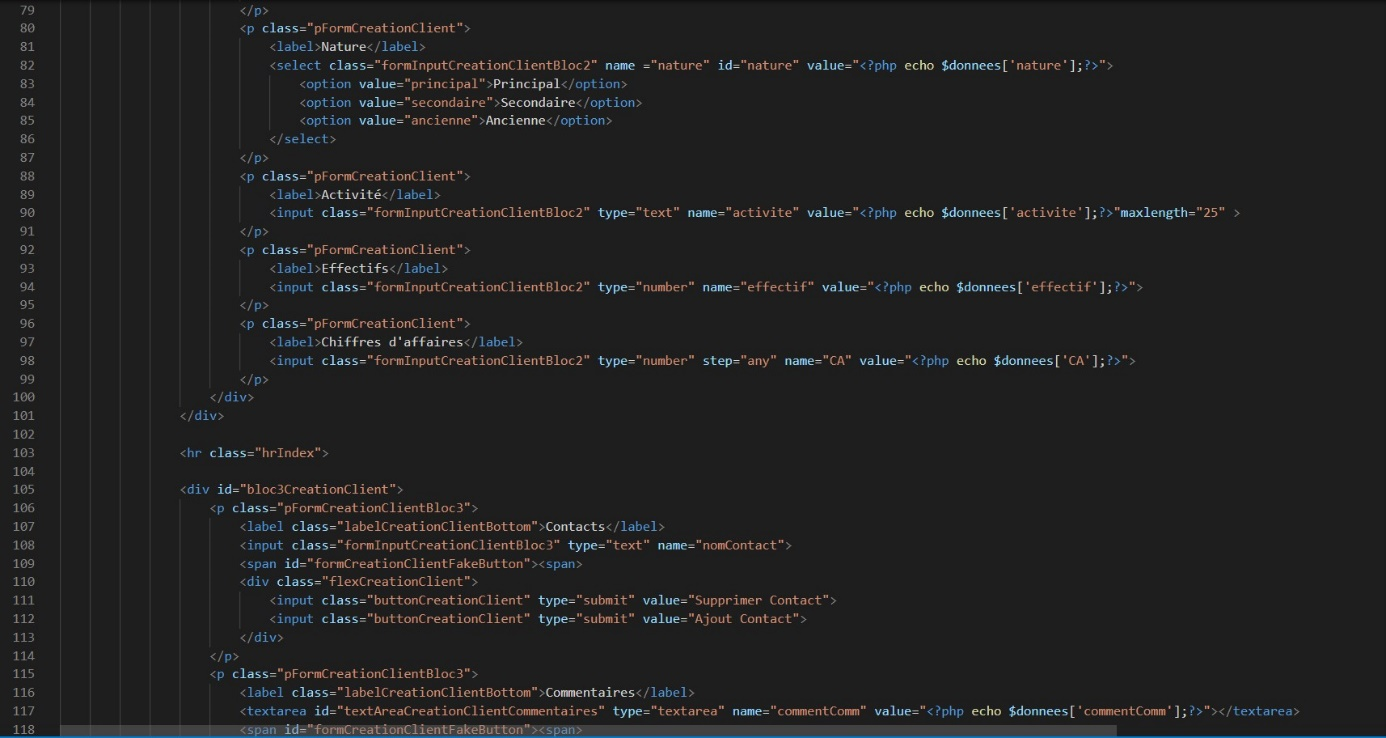 79 </p>
80 <p class="pFormCreationClient">
81 <label>Nature</label>
82 <select class="formInputCreationClientBloc2" name ="nature" id="nature" value="<?php echo $donnees['nature'];?>">
83 <option value="principal">Principal</option>
84 <option value="secondaire">Secondaire</option>
85 <option value="ancienne">Ancienne</option>
86 </select>
87 </p>
88 <p class="pFormCreationClient">
89 <label>Activité</label>
90 <input class="formInputCreationClientBloc2" type="text" name="activite" value="<?php echo $donnees['activite'];?>"maxlength="25" >
91 </p>
92 <p class="pFormCreationClient">
93 <label>Effectifs</label>
94 <input class="formInputCreationClientBloc2" type="number" name="effectif" value="<?php echo $donnees['effectif'];?>">
95 </p>
96 <p class="pFormCreationClient">
97 <label>Chiffres d'affaires</label>
98 <input class="formInputCreationClientBloc2" type="number" step="any" name="CA" value="<?php echo $donnees['CA'];?>">
99 </p>
100 </div>
101 </div>
102
103 <hr class="hrIndex">
104
105 <div id="bloc3CreationClient">
106 <p class="pFormCreationClientBloc3">
107 <label class="labelCreationClientBottom">Contacts</label>
108 <input class="formInputCreationClientBloc3" type="text" name="nomContact">
109 <span id="formCreationClientFakeButton"><span>
110 <div class="flexCreationClient">
111 <input class="buttonCreationClient" type="submit" value="Supprimer Contact">
112 <input class="buttonCreationClient" type="submit" value="Ajout Contact">
113 </div>
114 </p>
115 <p class="pFormCreationClientBloc3">
116 <label class="labelCreationClientBottom">Commentaires</label>
117 <textarea id="textAreaCreationClientCommentaires" type="textarea" name="commentComm" value="<?php echo $donnees['commentComm'];?>"></textarea>
118 <span id="formCreationClientFakeButton"><span>